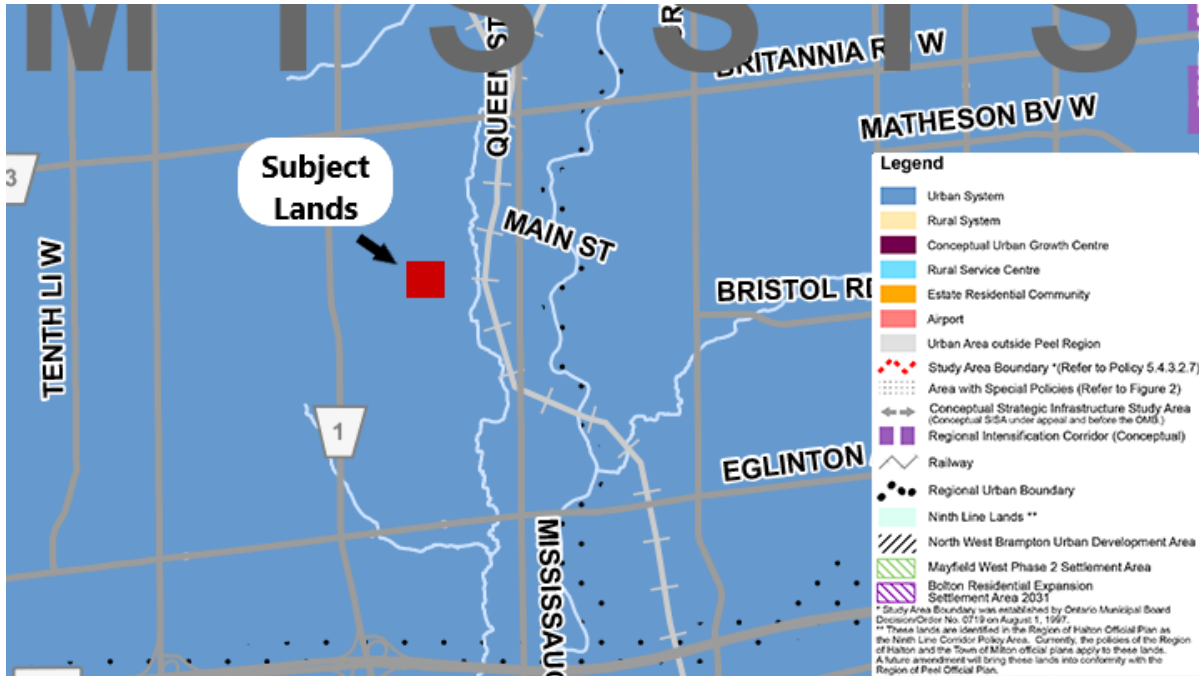 M I S S I S
QUEEN ST
BRITANNIA RD W
MATHESON BV W
3
Subject
Lands
MAIN ST
TENTH LI W
BRISTOL RD
1
EGLINTON
MISSISSAUG
Legend
Urban System
Rural System
Conceptual Urban Growth Centre
Rural Service Centre
Estate Residential Community
Airport
Urban Area outside Peel Region
Study Area Boundary *(Refer to Policy 5.4.3.2.7)
Area with Special Policies (Refer to Figure 2)
Conceptual Strategic Infrastructure Study Area
(Conceptual SISA under appeal and before the OMB.)
Regional Intensification Corridor (Conceptual)
Railway
Regional Urban Boundary
Ninth Line Lands **
North West Brampton Urban Development Area
Mayfield West Phase 2 Settlement Area
Bolton Residential Expansion
Settlement Area 2031
* Study Area Boundary was established by Ontario Municipal Board
Decision/Order No. 0719 on August 1, 1997.
** These lands are identified in the Region of Halton Official Plan as
the Ninth Line Corridor Policy Area. Currently, the policies of the Region
of Halton and the Town of Milton official plans apply to these lands.
A future amendment will bring these lands into conformity with the
Region of Peel Official Plan.